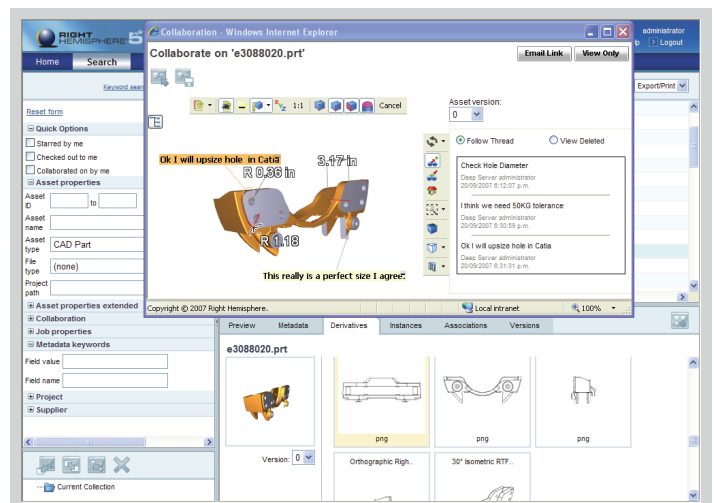 RIGHT
HEMISPHERE 5
administrator
Logout
Home
Search
Keyword sear
Export/Print
Reset form
Quick Options
Starred by me
Checked out to me
Collaborated on by me
Asset properties
Asset ID
to
Asset name
Asset type
CAD Part
File type
(none)
Project path
Asset properties extended
Collaboration
Job properties
Metadata keywords
Field value
Field name
Project
Supplier
Current Collection
Collaboration - Windows Internet Explorer
Collaborate on 'e3088020.prt'
Email Link
View Only
1:1
Cancel
Asset version:
0
Follow Thread
View Deleted
Ok I will upsize hole in Catia
R 0.36 in
3.17 in
R 1.18
This really is a perfect size I agree:
Check Hole Diameter
Deep Server administrator
20/09/2007 6:12:07 p.m.
I think we need 50KG tolerance
Deep Server administrator
20/09/2007 6:30:59 p.m.
Ok I will upsize hole in Catia
Deep Server administrator
20/09/2007 6:31:31 p.m.
Copyright © 2007 Right Hemisphere.
Local intranet
100%
Preview
Metadata
Derivatives
Instances
Associations
Versions
e3088020.prt
png
png
png
Version:
0
Orthographic Righ..
30° Isometric RTF..